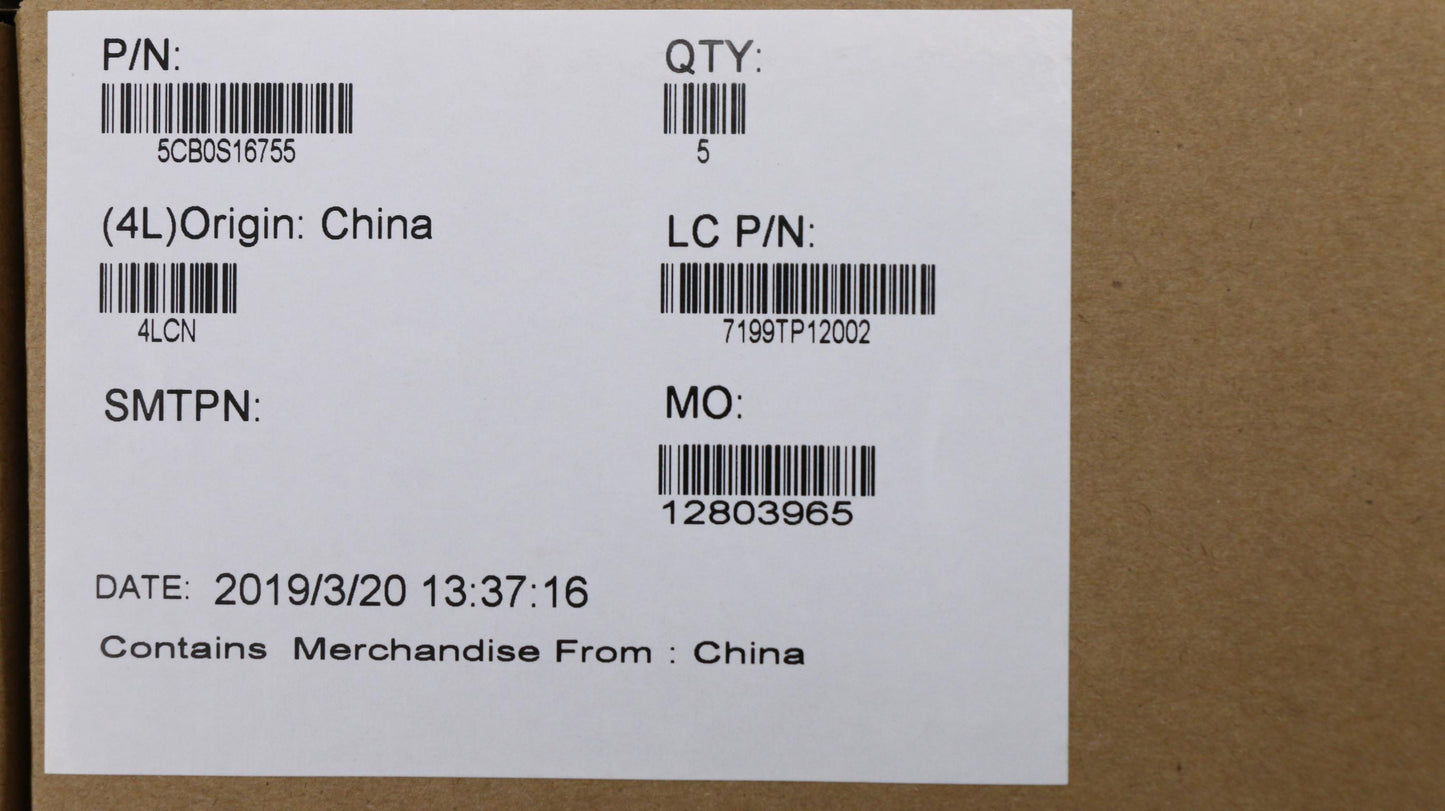 P/N:
5CB0S16755
QTY:
5
(4L)Origin: China
4LCN
LC P/N:
7199TP12002
SMTPN:
MO:
12803965
DATE: 2019/3/20 13:37:16
Contains Merchandise From : China